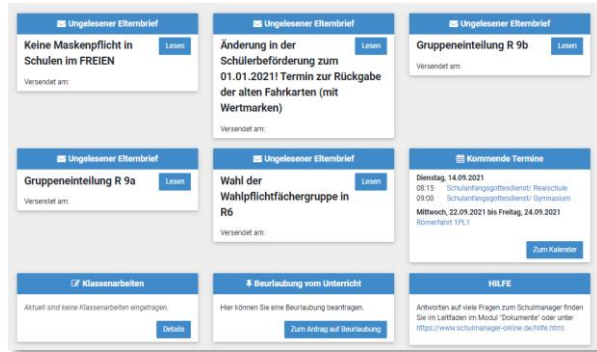 Ungelesener Elternbrief
Keine Maskenpflicht in
Schulen im FREIEN
Lesen
Versendet am:
Ungelesener Elternbrief
Änderung in der
Schülerbeförderung zum
01.01.2021! Termin zur Rückgabe
der alten Fahrkarten (mit
Wertmarken)
Lesen
Versendet am:
Ungelesener Elternbrief
Gruppeneinteilung R 9b
Lesen
Versendet am:
Ungelesener Elternbrief
Gruppeneinteilung R 9a
Lesen
Versendet am:
Ungelesener Elternbrief
Wahl der
Wahlpflichtfächergruppe in
R6
Lesen
Versendet am:
Kommende Termine
Dienstag, 14.09.2021
08:15 Schulanfangsgottesdienst/ Realschule
09:00 Schulanfangsgottesdienst/ Gymnasium
Mittwoch, 22.09.2021 bis Freitag, 24.09.2021
Römerfahrt 1PL1
Zum Kalender
Klassenarbeiten
Aktuell sind keine Klassenarbeiten eingetragen.
Details
Beurlaubung vom Unterricht
Hier können Sie eine Beurlaubung beantragen.
Zum Antrag auf Beurlaubung
HILFE
Antworten auf viele Fragen zum Schulmanager finden
Sie im Leitfaden im Modul "Dokumente" oder unter
https://www.schulmanager-online.de/hilfe.html.